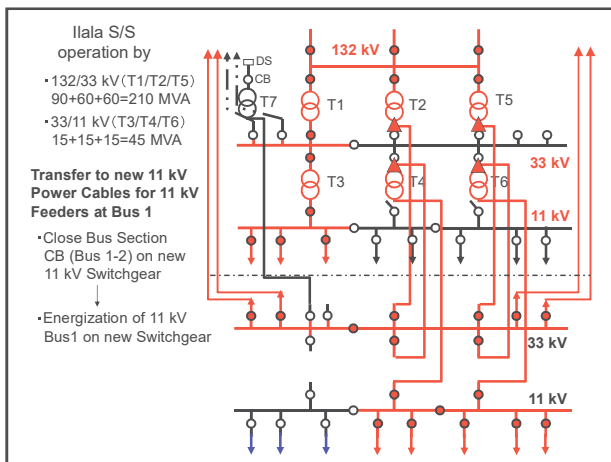 Ilala S/S
operation by
・132/33 kV(T1/T2/T5)
90+60+60=210 MVA
・33/11 kV(T3/T4/T6)
15+15+15=45 MVA
Transfer to new 11 kV
Power Cables for 11 kV
Feeders at Bus 1
・Close Bus Section
CB (Bus 1-2) on new
11 kV Switchgear
・Energization of 11 kV
Bus1 on new Switchgear
132 kV
DS
CB
T7
T1
T2
T5
33 kV
T3
T4
T6
11 kV
33 kV
11 kV